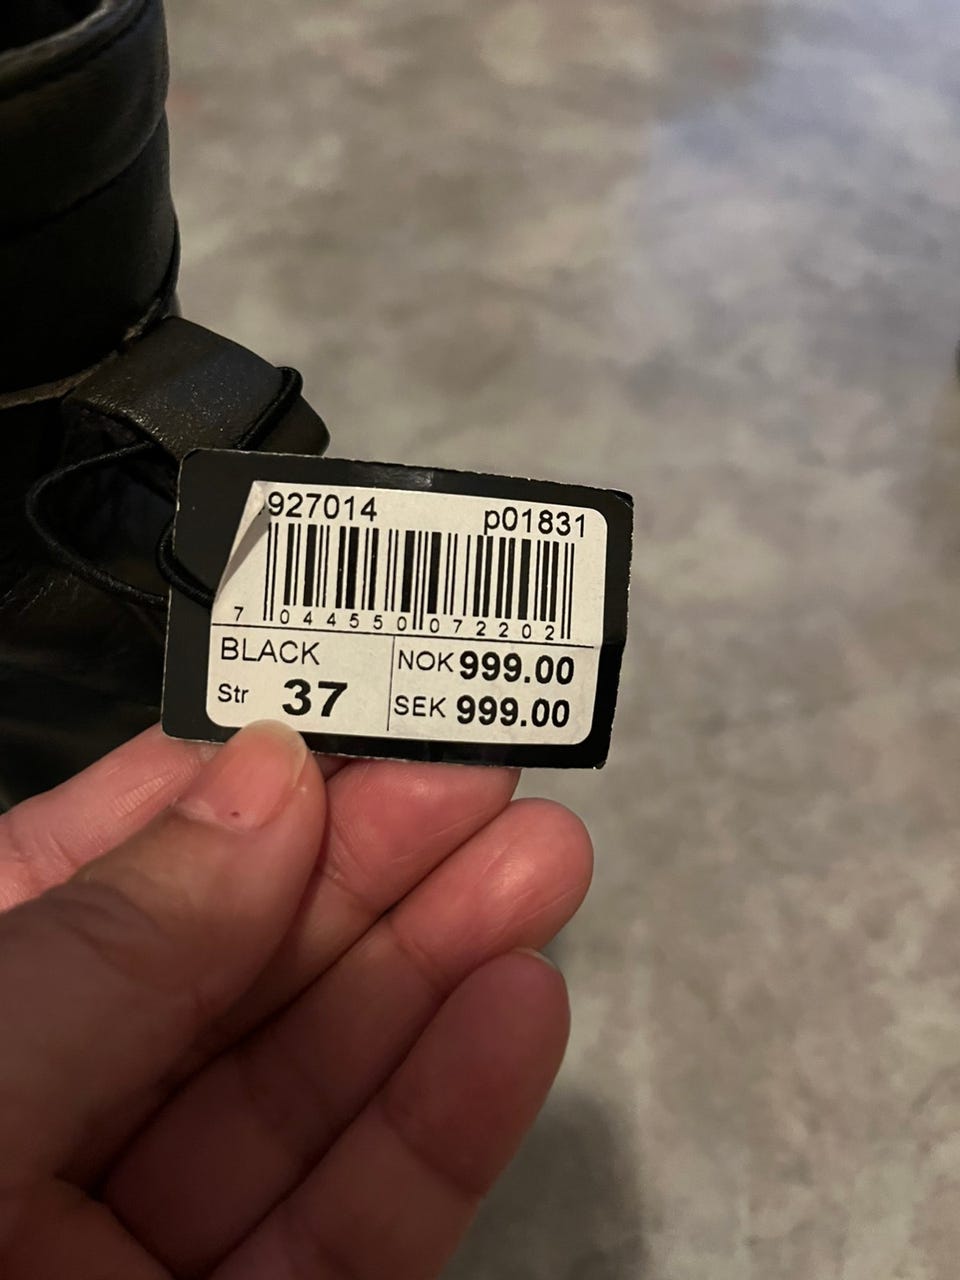 927014 p01831
7 044550 072202
BLACK
NOK 999.00
Str 37
SEK 999.00